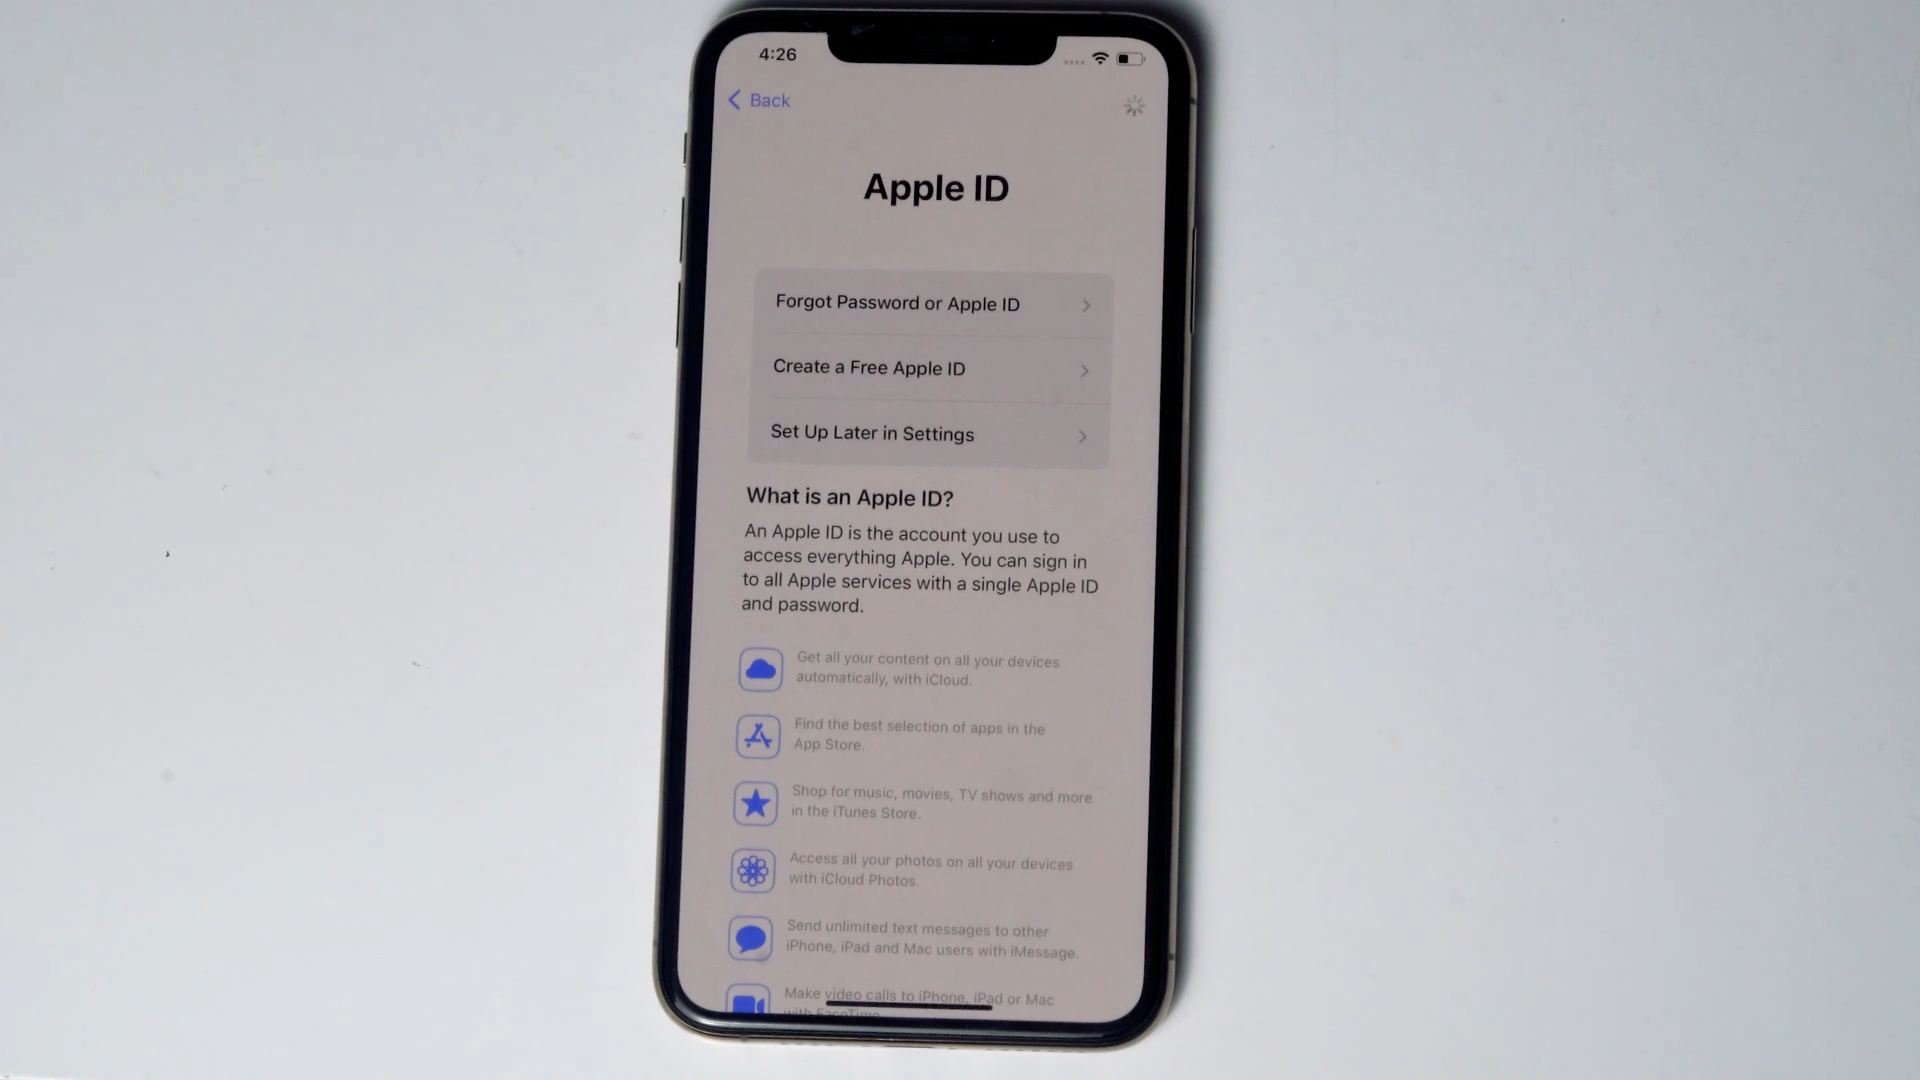 4:26
Back
Apple ID
Forgot Password or Apple ID
Create a Free Apple ID
Set Up Later in Settings
What is an Apple ID?
An Apple ID is the account you use to
access everything Apple. You can sign in
to all Apple services with a single Apple ID
and password.
Get all your content on all your devices
automatically, with iCloud.
Find the best selection of apps in the
App Store.
Shop for music, movies, TV shows and more
in the iTunes Store.
Access all your photos on all your devices
with iCloud Photos.
Send unlimited text messages to other
iPhone, iPad and Mac users with iMessage.
Make video calls to iPhone, iPad or Mac
with FaceTime.